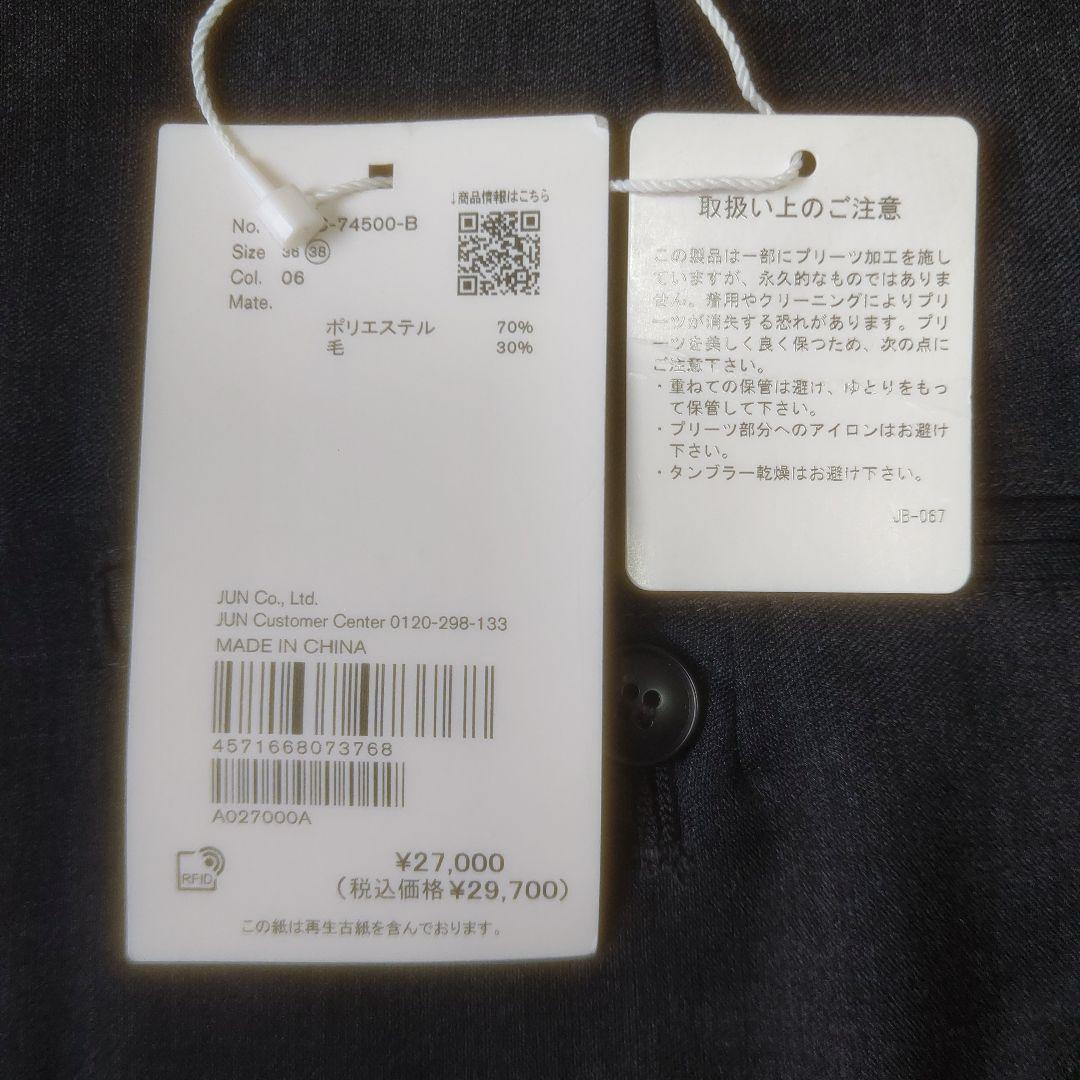 ↓商品情報はこちら
No. -74500-B
Size 36 38
Col. 06
Mate.
ポリエステル 70%
毛 30%
JUN Co., Ltd.
JUN Customer Center 0120-298-133
MADE IN CHINA
4571668073768
A027000A
RFID
¥27,000
(税込価格¥29,700)
この紙は再生古紙を含んでおります。
取扱い上のご注意
この製品は一部にプリーツ加工を施し
ていますが、永久的なものではありま
せん。着用やクリーニングによりプリ
ーツが消失する恐れがあります。プリ
ーツを美しく良く保つため、次の点に
ご注意下さい。
・重ねての保管は避け、ゆとりをもっ
て保管して下さい。
・プリーツ部分へのアイロンはお避け
下さい。
・タンブラー乾燥はお避け下さい。
JB-067